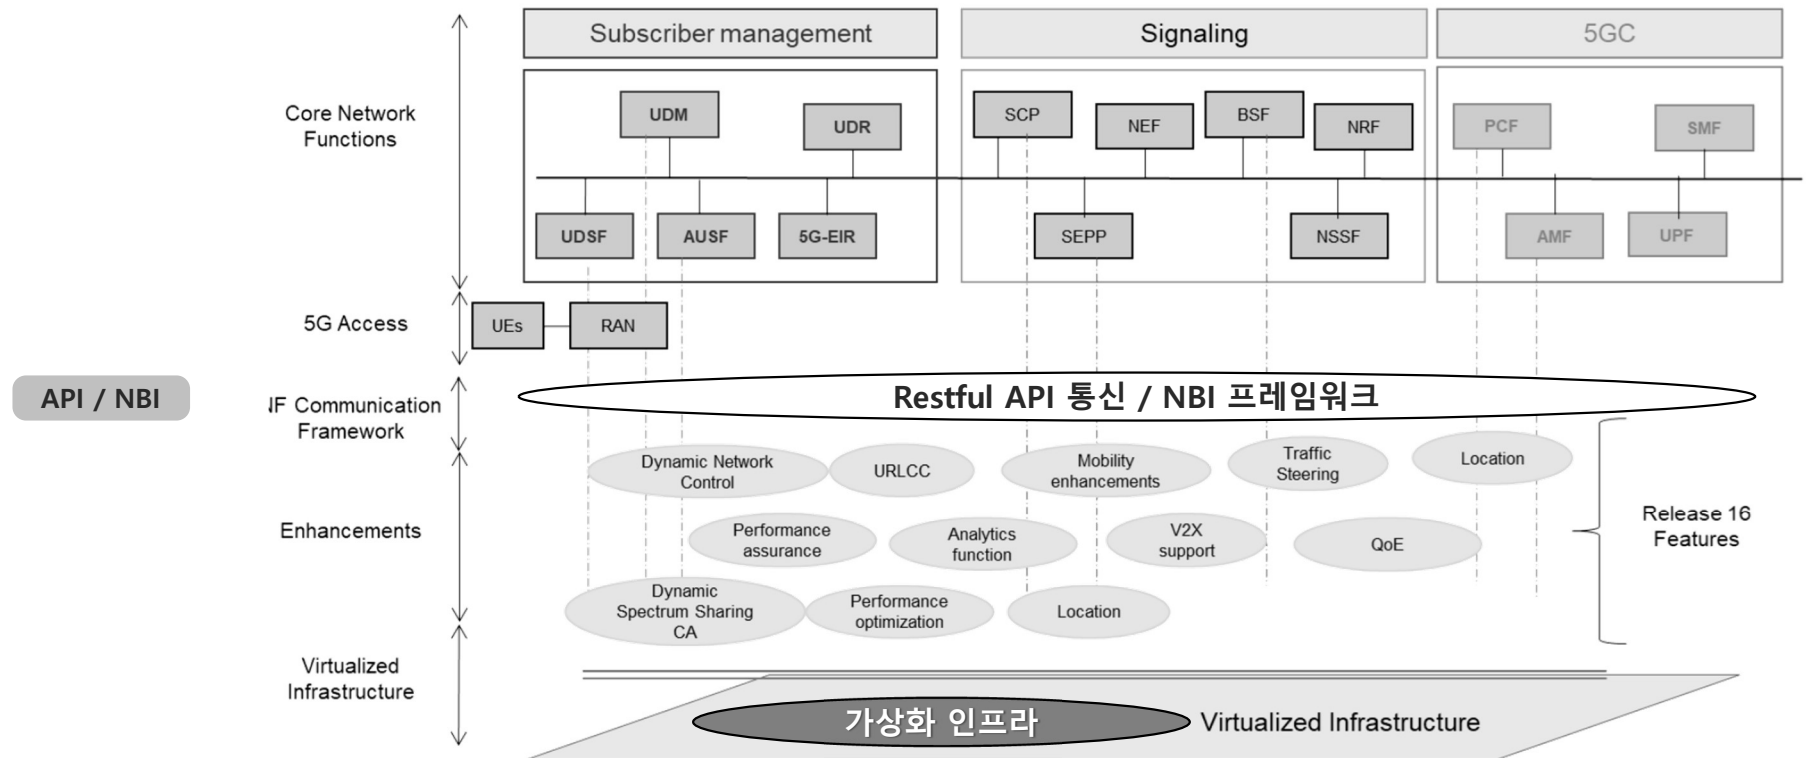 Subscriber management
Signaling
5GC
Core Network
Functions
UDM
UDR
SCP
NEF
BSF
NRF
PCF
SMF
UDSF
AUSF
5G-EIR
SEPP
NSSF
AMF
UPF
5G Access
UEs
RAN
API / NBI
IF Communication
Framework
Restful API 통신 / NBI 프레임워크
Enhancements
Dynamic Network
Control
URLCC
Mobility
enhancements
Traffic
Steering
Location
Performance
assurance
Analytics
function
V2X
support
QoE
Release 16
Features
Dynamic
Spectrum Sharing
CA
Performance
optimization
Location
Virtualized
Infrastructure
가상화 인프라
Virtualized Infrastructure